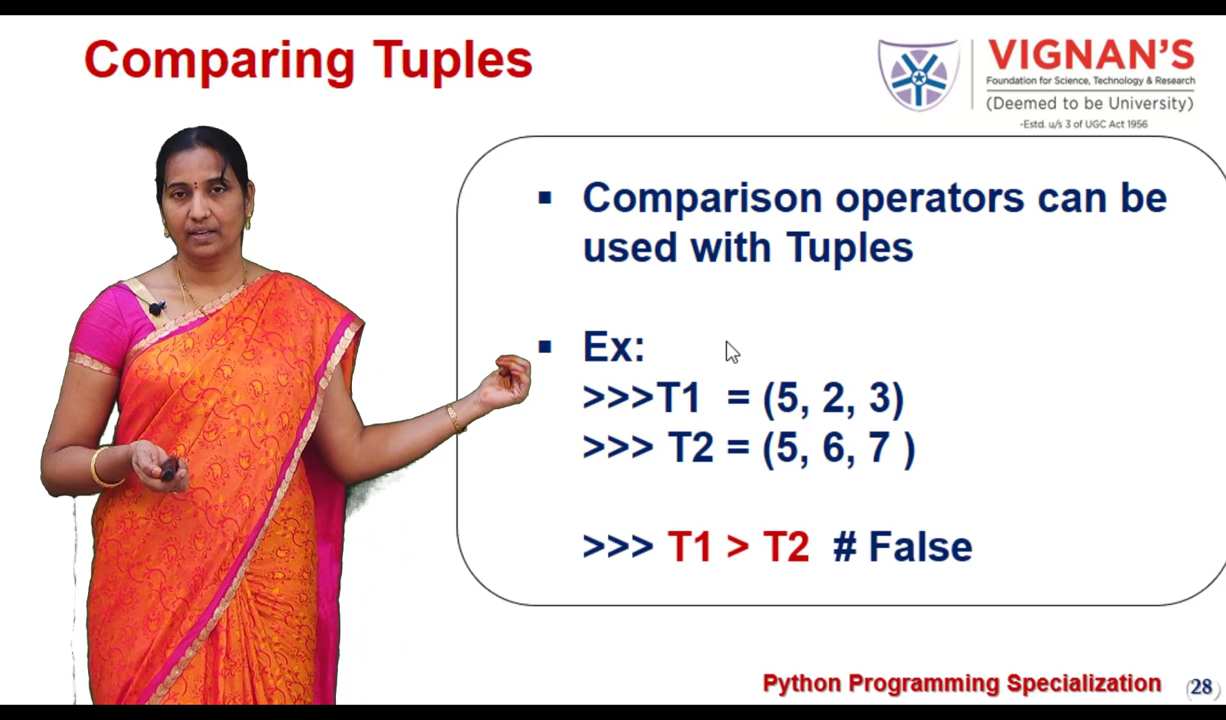 Comparing Tuples
VIGNAN'S
Foundation for Science, Technology & Research
(Deemed to be University)
-Estd. u/s 3 of UGC Act 1956
▪ Comparison operators can be
used with Tuples
▪ Ex:
>>>T1 = (5, 2, 3)
>>> T2 = (5, 6, 7 )
>>> T1 > T2 # False
Python Programming Specialization
(28)